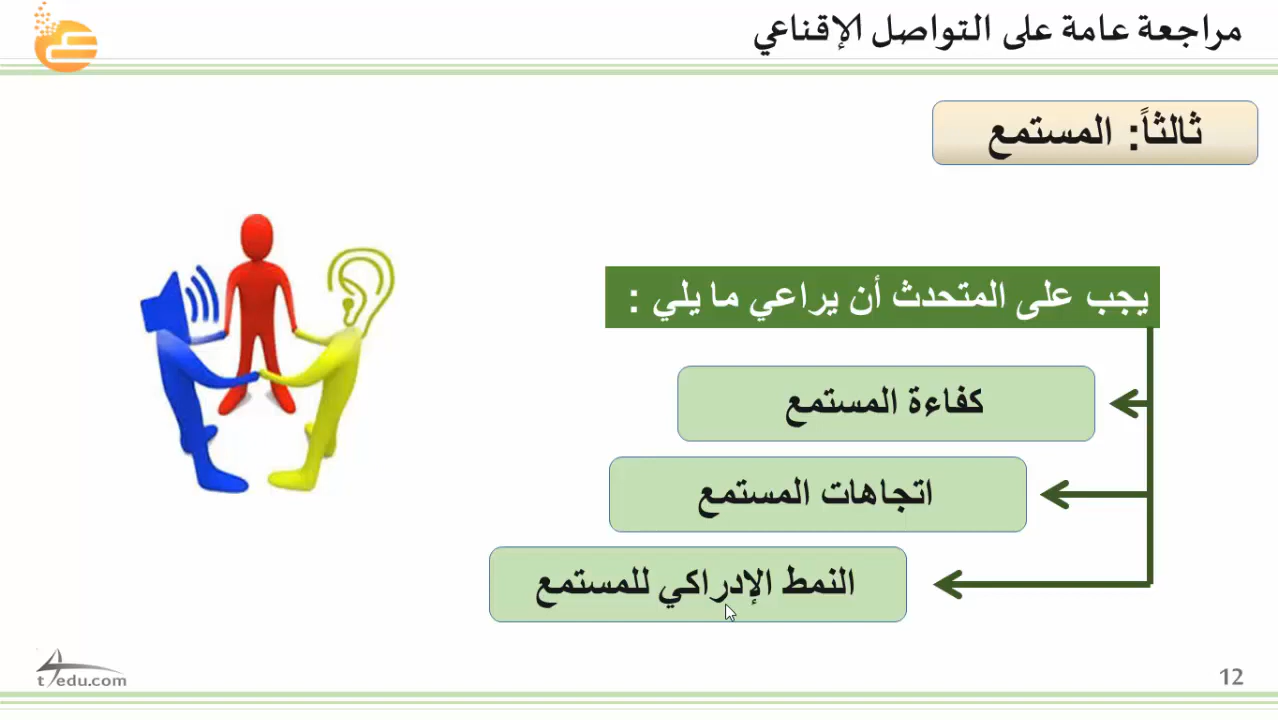 مراجعة عامة على التواصل الإقناعي
ثالثاً: المستمع
يجب على المتحدث أن يراعي ما يلي :
كفاءة المستمع
اتجاهات المستمع
النمط الإدراكي للمستمع
t4edu.com
12